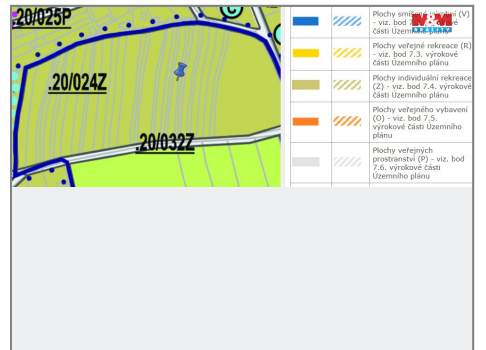 .20/025P
.20/024Z
.20/032Z
Plochy smíšené výrobní (V)
- viz. bod 7.
části Územního plánu
M&M
Plochy veřejné rekreace (R)
- viz. bod 7.3. výrokové
části Územního plánu
Plochy individuální rekreace
(Z) - viz. bod 7.4. výrokové
části Územního plánu
Plochy veřejného vybavení
(O) - viz. bod 7.5.
výrokové části Územního
plánu
Plochy veřejných
prostranství (P) - viz. bod
7.6. výrokové části
Územního plánu